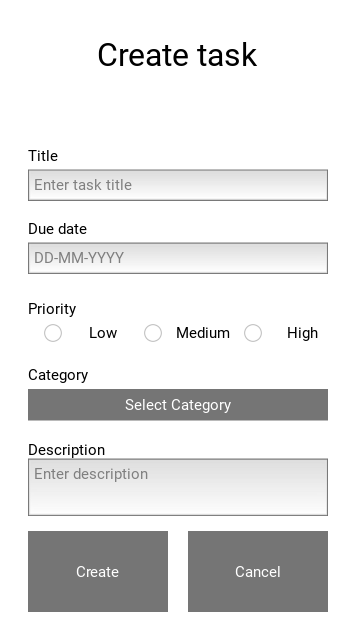 Create task
Title
Enter task title
Due date
DD-MM-YYYY
Priority
Low Medium High
Category
Select Category
Description
Enter description
Create Cancel